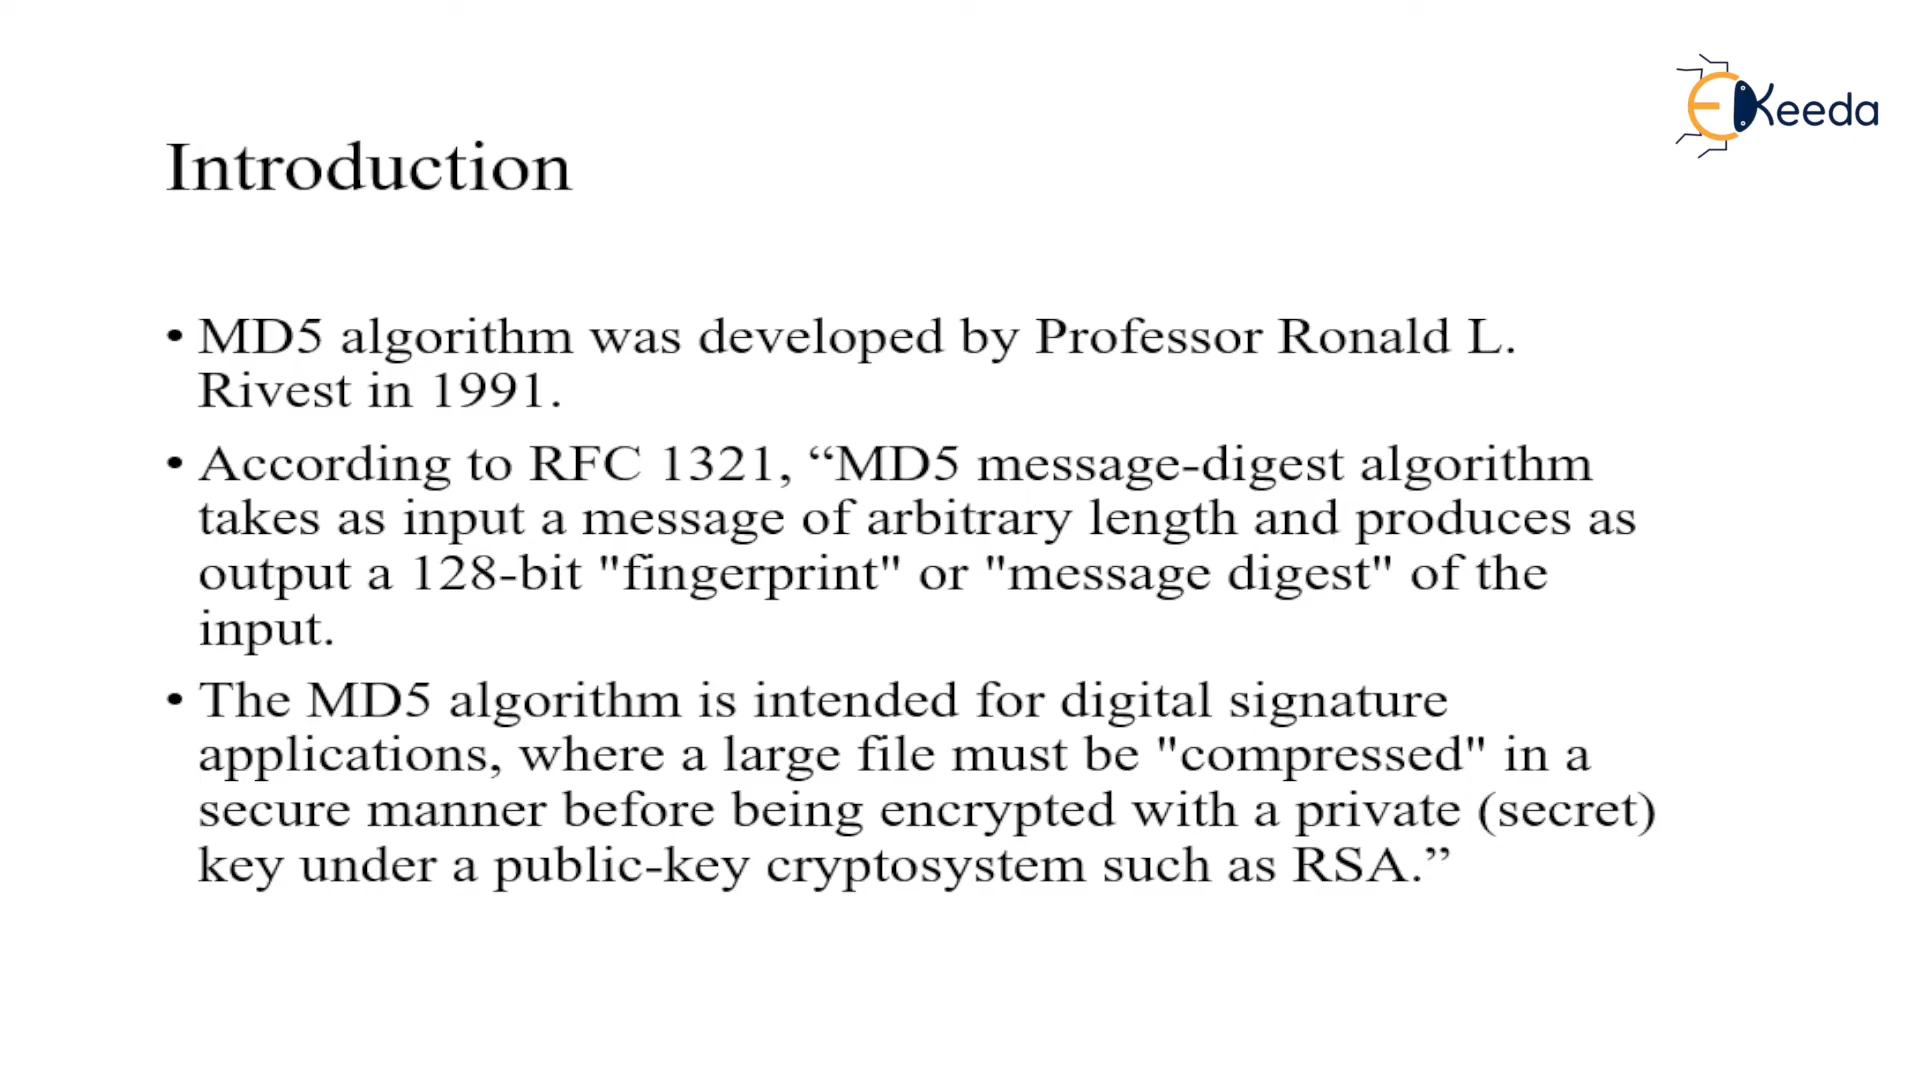 EKeeda
Introduction
• MD5 algorithm was developed by Professor Ronald L.
Rivest in 1991.
• According to RFC 1321, “MD5 message-digest algorithm
takes as input a message of arbitrary length and produces as
output a 128-bit "fingerprint" or "message digest" of the
input.
• The MD5 algorithm is intended for digital signature
applications, where a large file must be "compressed" in a
secure manner before being encrypted with a private (secret)
key under a public-key cryptosystem such as RSA.”